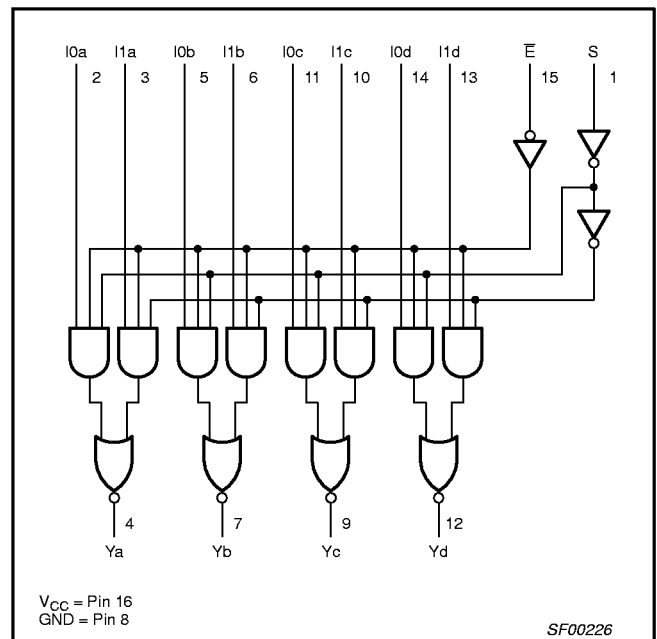 I0a I1a I0b I1b I0c I1c I0d I1d E̅ S
2 3 5 6 11 10 14 13 15 1
4 7 9 12
Ya Yb Yc Yd
VCC = Pin 16
GND = Pin 8
SF00226